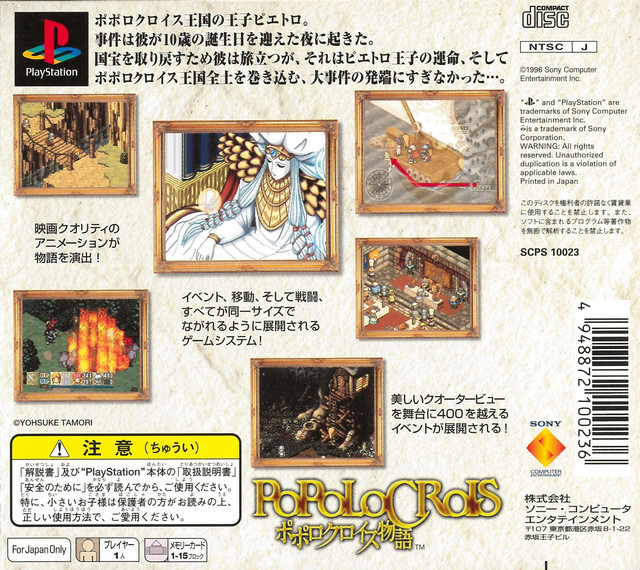 PlayStation
ポポロクロイス王国の王子ピエトロ。
事件は彼が10歳の誕生日を迎えた夜に起きた。
国宝を取り戻すため彼は旅立つが、それはピエトロ王子の運命、そして
ポポロクロイス王国全土を巻き込む、大事件の発端にすぎなかった…。
COMPACT
disc
NTSC J
©1996 Sony Computer
Entertainment Inc.
" " and "PlayStation" are
trademarks of Sony Computer
Entertainment Inc.
is a trademark of Sony
Corporation.
WARNING: All rights
reserved. Unauthorized
duplication is a violation of
applicable laws.
Printed in Japan
このディスクを権利者の許諾なく賃貸業
に使用することを禁止します。また、
ソフトに含まれるプログラム等著作物
を無断で解析することを禁止します。
SCPS 10023
映画クオリティの
アニメーションが
物語を演出！
イベント、移動、そして戦闘、
すべてが同一サイズで
ながれるように展開される
ゲームシステム！
美しいクオータービュー
を舞台に400を越える
イベントが展開される！
©YOHSUKE TAMORI
注意（ちゅうい）
「解説書」及び"PlayStation"本体の「取扱説明書」
「安全のために」を必ず読んでから、ご使用ください。
特に、小さいお子様は保護者の方がお読みの上、
正しい使用方法で、ご愛用ください。
For Japan Only
プレイヤー
1人
メモリーカード
1-15ブロック
PoPoLoCRoIS
ポポロクロイス物語™
4 948872 100236
SONY
COMPUTER
ENTERTAINMENT
株式会社
ソニー・コンピュータ
エンタテインメント
〒107 東京都港区赤坂8-1-22
赤坂王子ビル